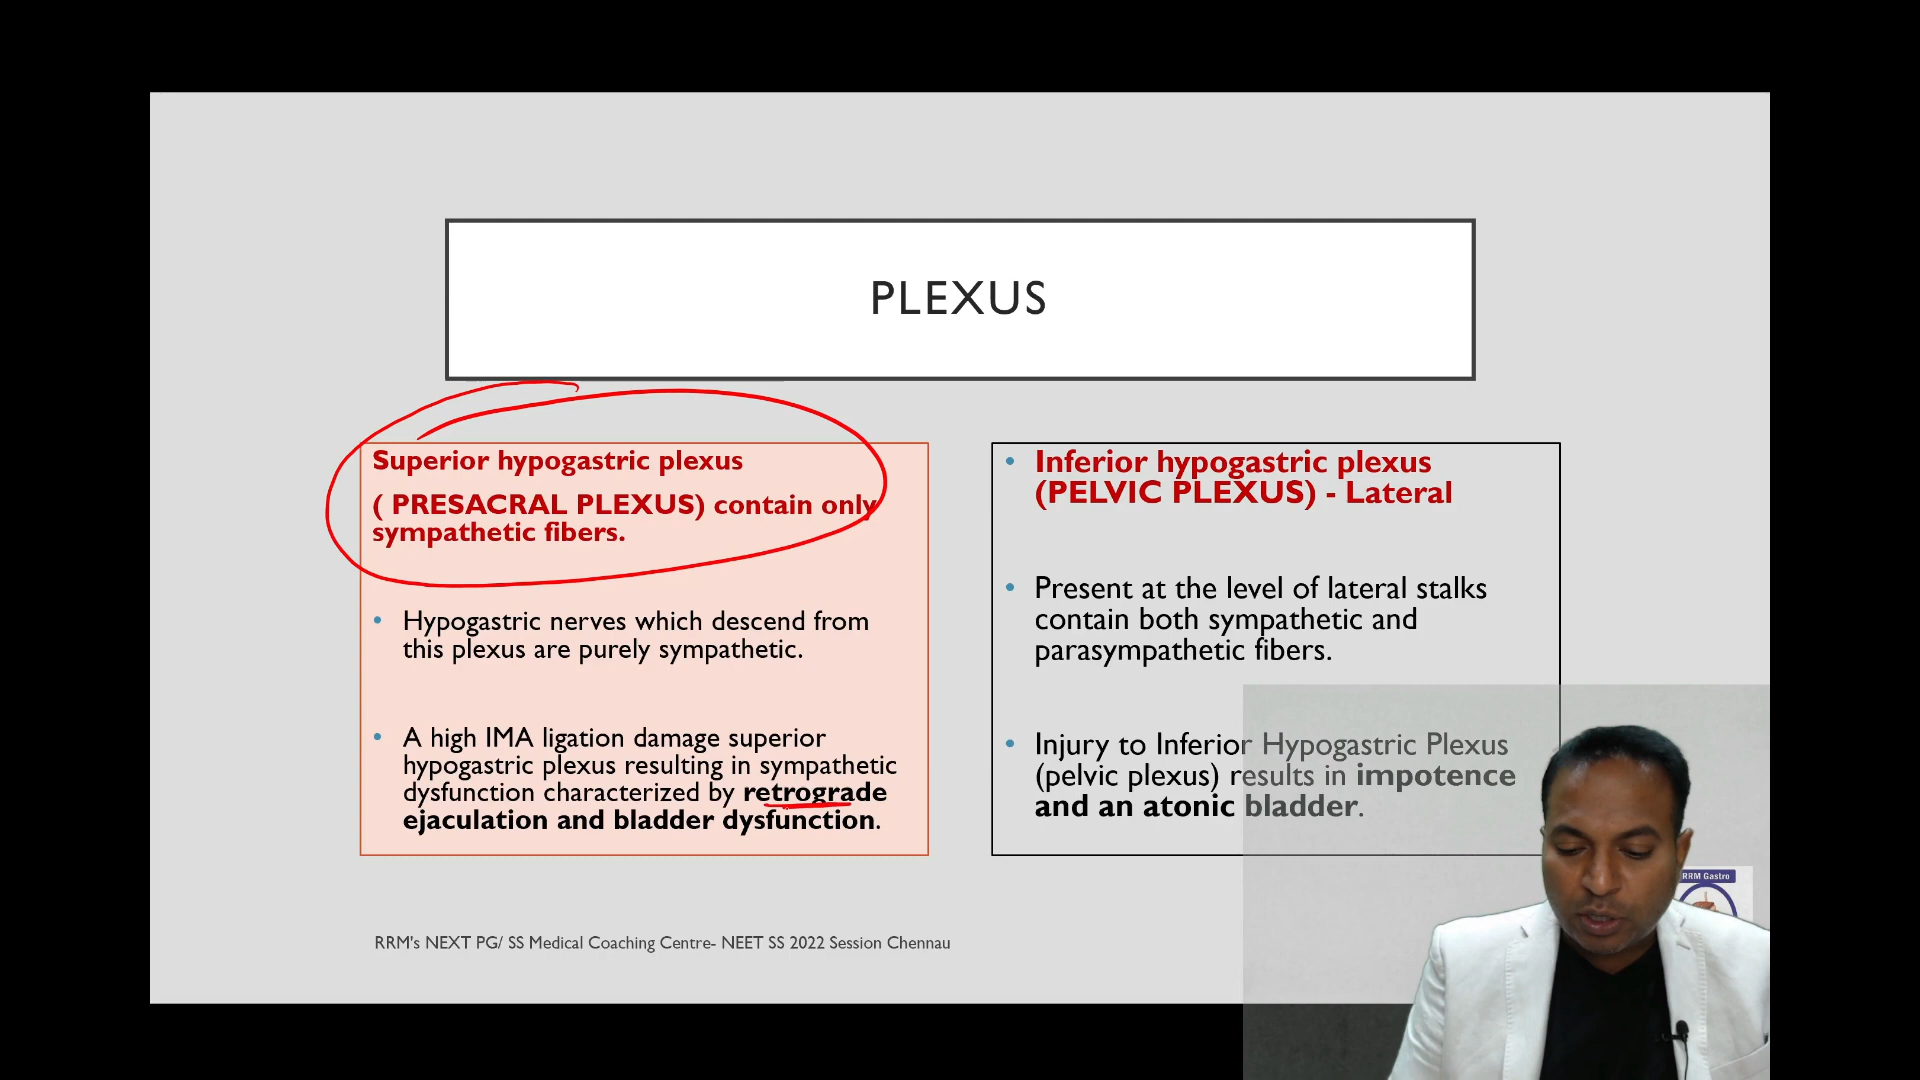 PLEXUS
Superior hypogastric plexus
( PRESACRAL PLEXUS) contain only
sympathetic fibers.
• Hypogastric nerves which descend from
this plexus are purely sympathetic.
• A high IMA ligation damage superior
hypogastric plexus resulting in sympathetic
dysfunction characterized by retrograde
ejaculation and bladder dysfunction.
• Inferior hypogastric plexus
(PELVIC PLEXUS) - Lateral
• Present at the level of lateral stalks
contain both sympathetic and
parasympathetic fibers.
• Injury to Inferior Hypogastric Plexus
(pelvic plexus) results in impotence
and an atonic bladder.
RRM Gastro
RRM's NEXT PG/ SS Medical Coaching Centre- NEET SS 2022 Session Chennau